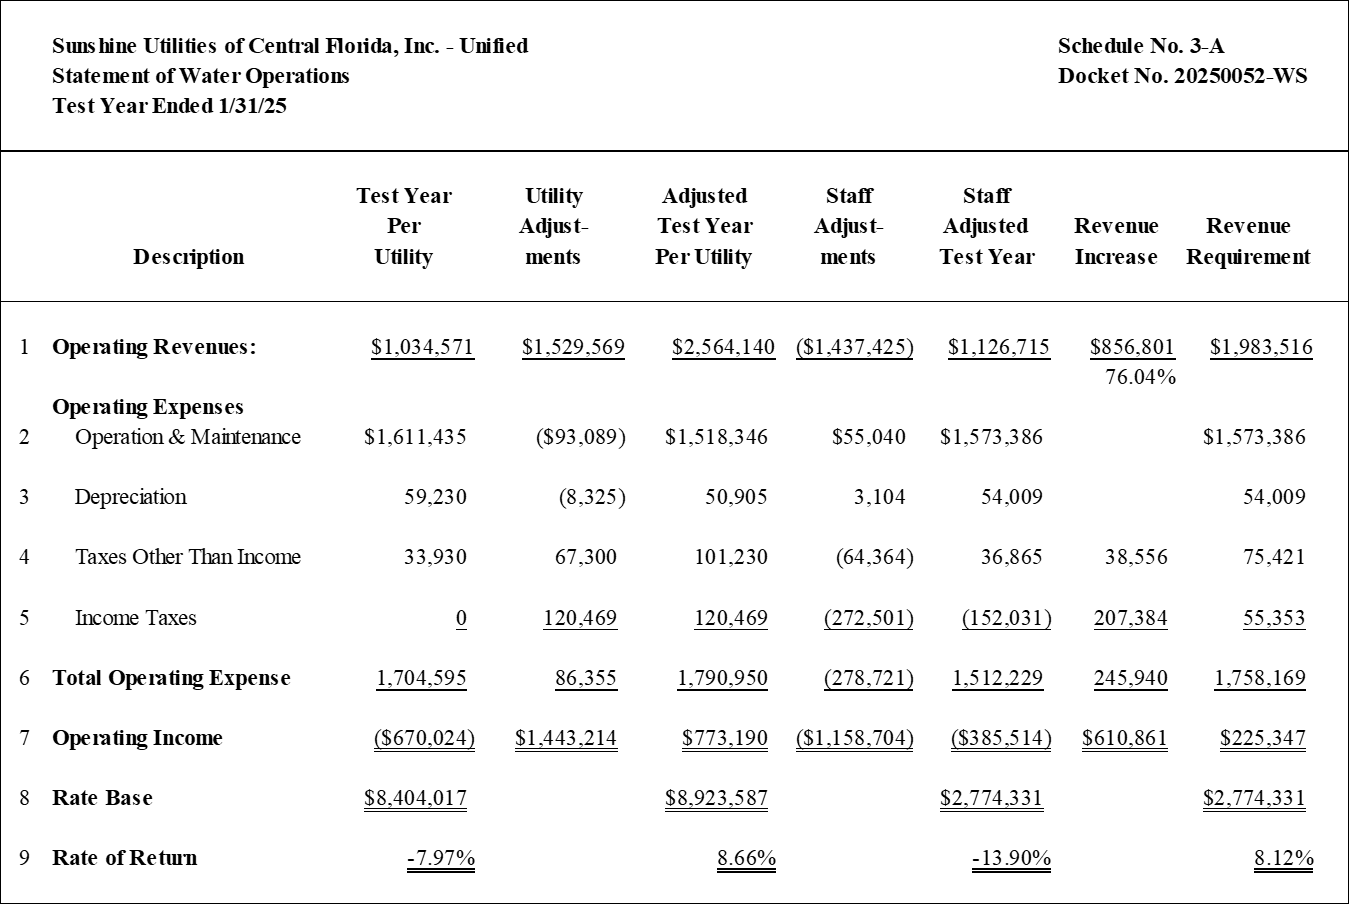 Sunshine Utilities of Central Florida, Inc. - Unified Schedule No. 3-A
Statement of Water Operations Docket No. 20250052-WS
Test Year Ended 1/31/25
Test Year Utility Adjusted Staff Staff
Per Adjust- Test Year Adjust- Adjusted Revenue Revenue
Description Utility ments Per Utility ments Test Year Increase Requirement
1 Operating Revenues: $1,034,571 $1,529,569 $2,564,140 ($1,437,425) $1,126,715 $856,801 $1,983,516
76.04%
Operating Expenses
2 Operation & Maintenance $1,611,435 ($93,089) $1,518,346 $55,040 $1,573,386 $1,573,386
3 Depreciation 59,230 (8,325) 50,905 3,104 54,009 54,009
4 Taxes Other Than Income 33,930 67,300 101,230 (64,364) 36,865 38,556 75,421
5 Income Taxes 0 120,469 120,469 (272,501) (152,031) 207,384 55,353
6 Total Operating Expense 1,704,595 86,355 1,790,950 (278,721) 1,512,229 245,940 1,758,169
7 Operating Income ($670,024) $1,443,214 $773,190 ($1,158,704) ($385,514) $610,861 $225,347
8 Rate Base $8,404,017 $8,923,587 $2,774,331 $2,774,331
9 Rate of Return -7.97% 8.66% -13.90% 8.12%